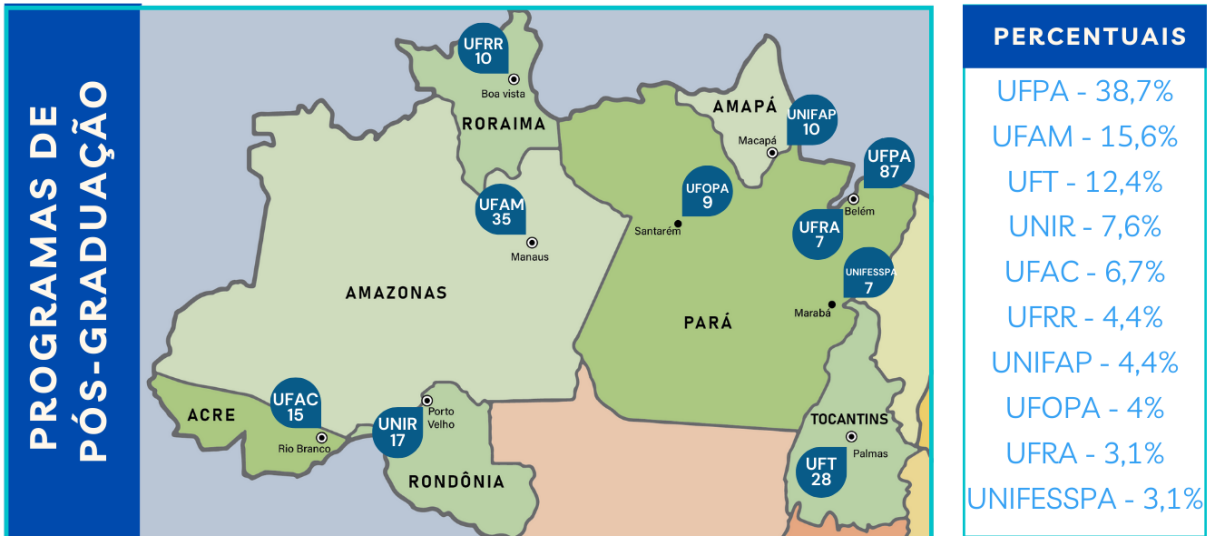 PROGRAMAS DE
PÓS-GRADUAÇÃO
UFRR
10
Boa vista
RORAIMA
AMAPÁ
UNIFAP
10
Macapá
UFPA
87
Belém
UFOPA
9
Santarém
UFRA
7
UFAM
35
Manaus
UNIFESSPA
7
Marabá
AMAZONAS
PARÁ
ACRE
UFAC
15
Rio Branco
UNIR
17
Porto
Velho
RONDÔNIA
TOCANTINS
Palmas
UFT
28
PERCENTUAIS
UFPA - 38,7%
UFAM - 15,6%
UFT - 12,4%
UNIR - 7,6%
UFAC - 6,7%
UFRR - 4,4%
UNIFAP - 4,4%
UFOPA - 4%
UFRA - 3,1%
UNIFESSPA - 3,1%